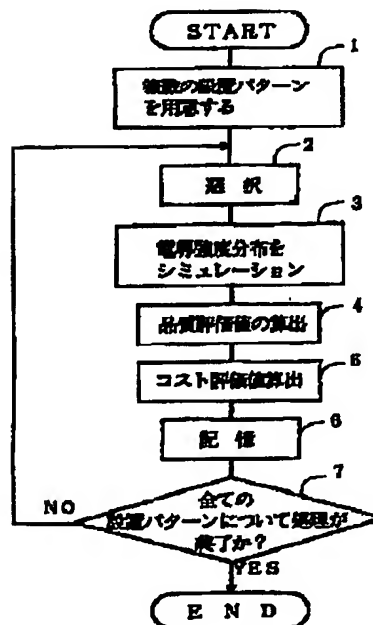 START
1
複数の設置パターン
を用意する
2
選択
3
電界強度分布を
シミュレーション
4
品質評価値の算出
5
コスト評価値算出
6
記憶
7
全ての
設置パターンについて処理が
終了か?
NO
YES
END